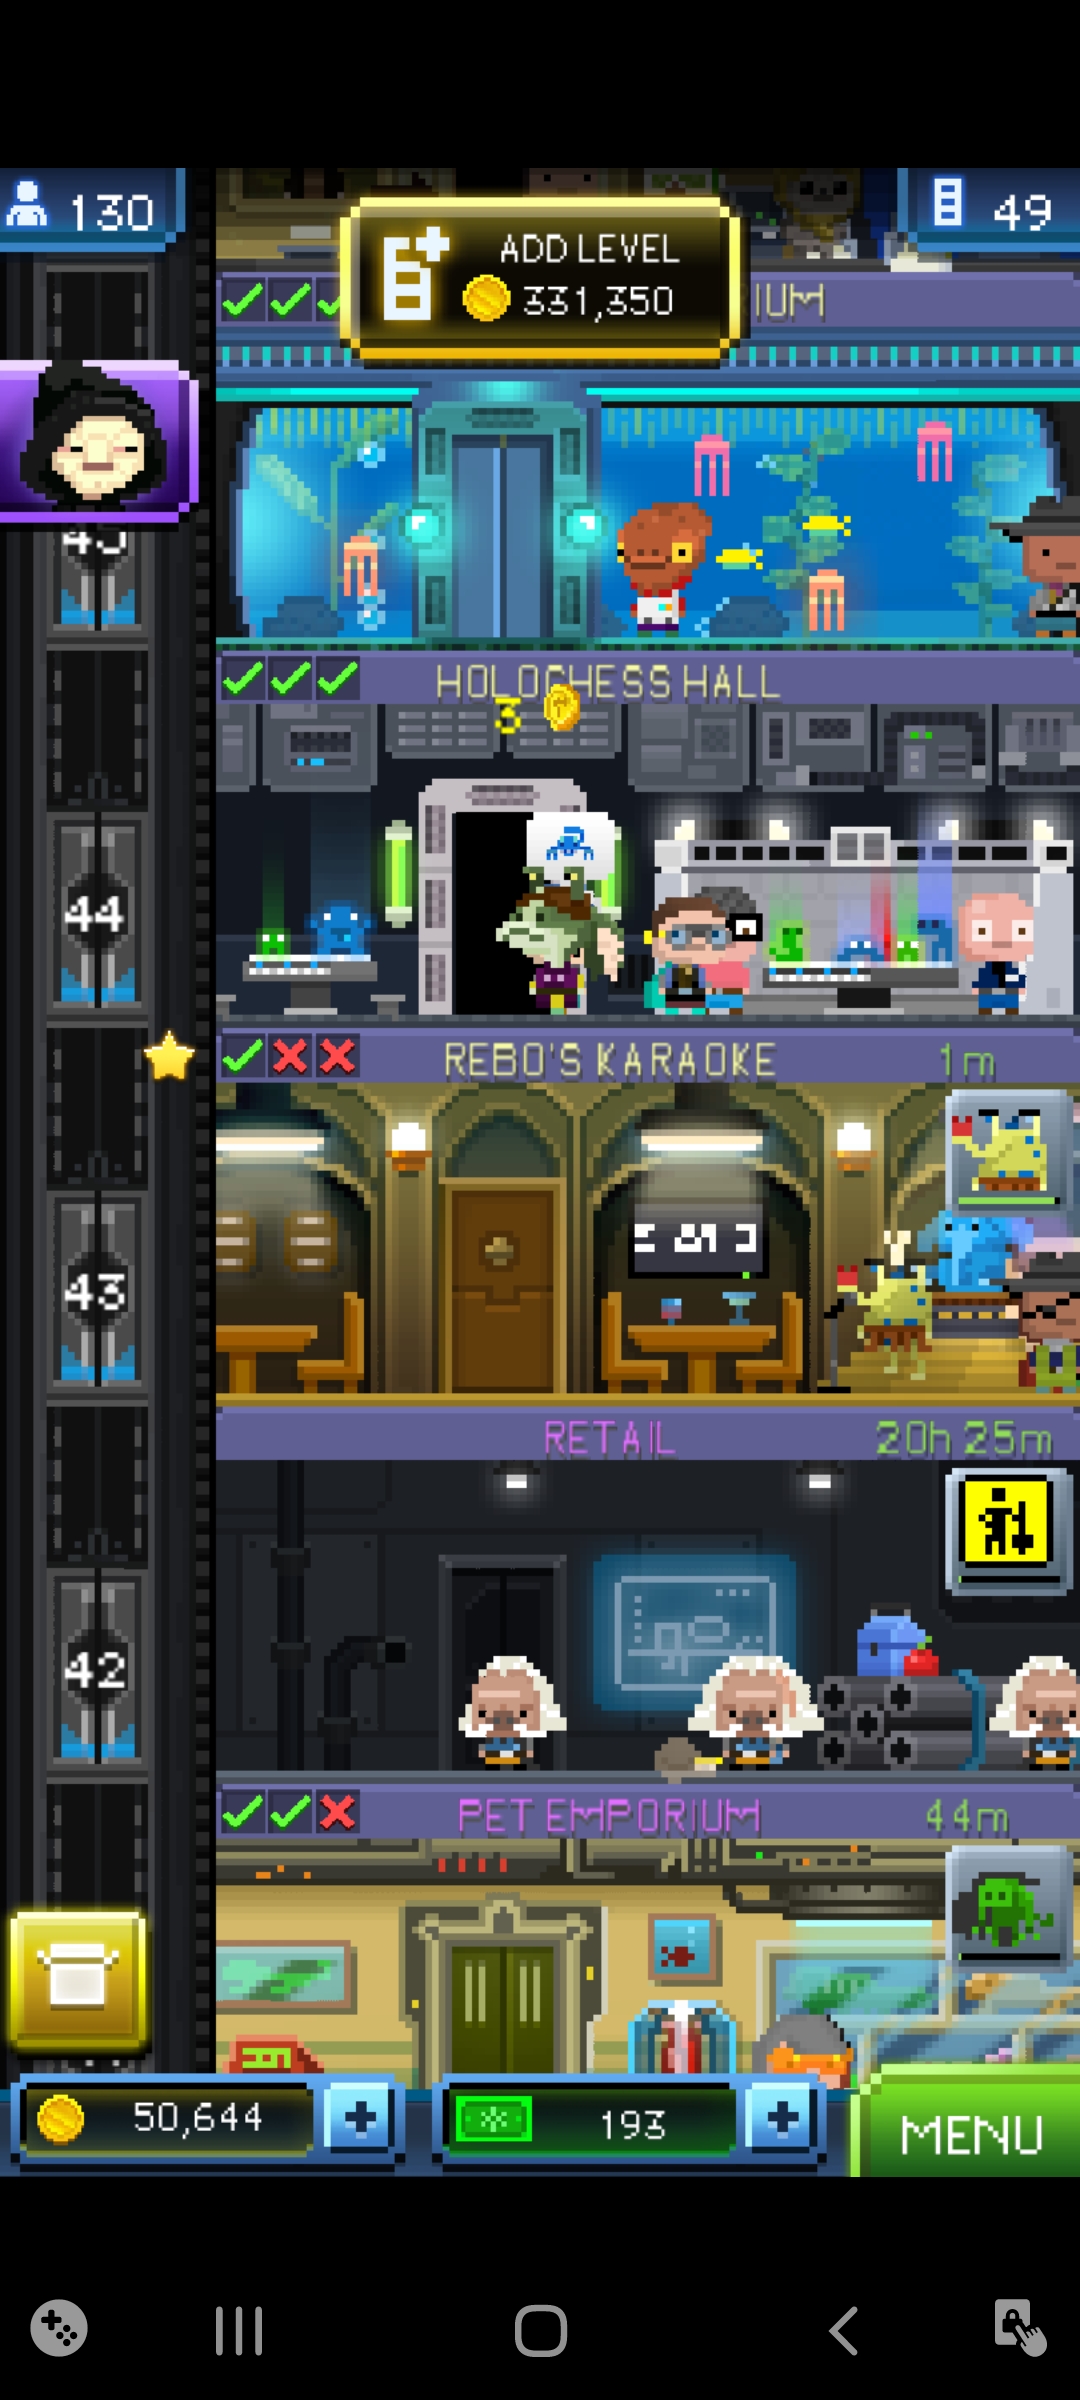 130
ADD LEVEL
331,350
49
IUM
45
HOLOCHESS HALL
3
44
REBO'S KARAOKE
1m
43
RETAIL
20h 25m
42
PET EMPORIUM
44m
50,644
193
MENU